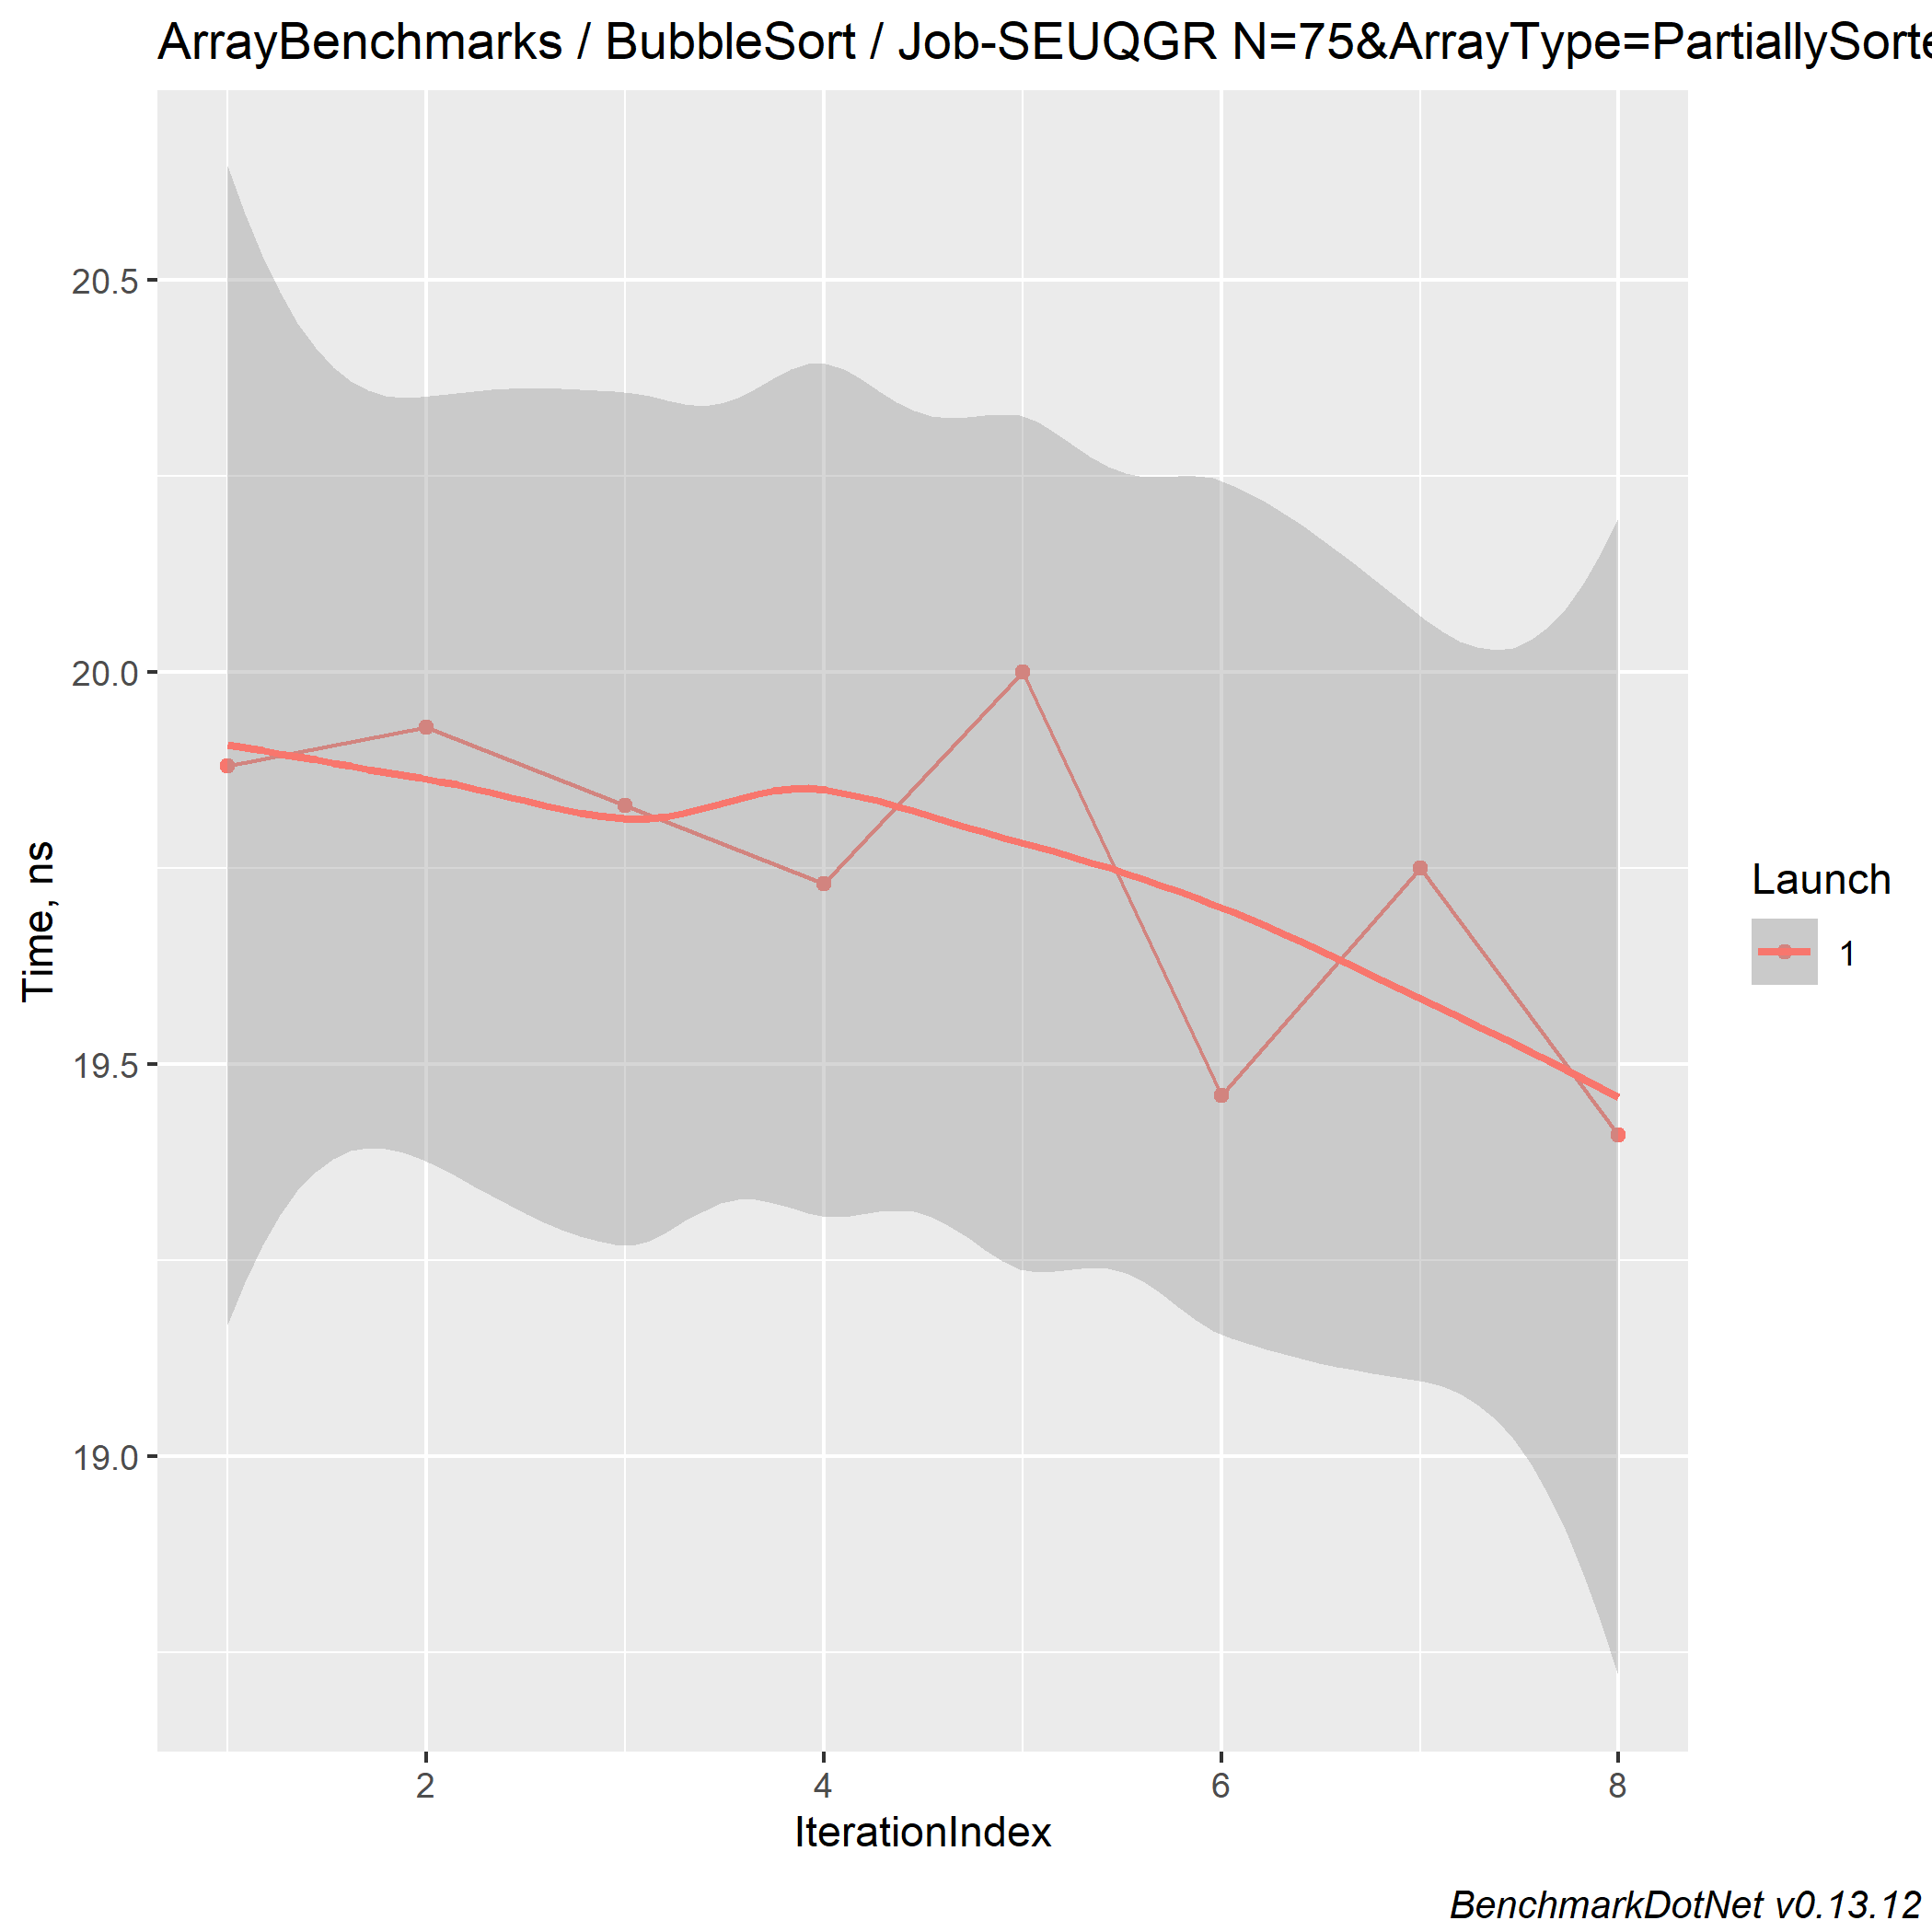 ArrayBenchmarks / BubbleSort / Job-SEUQGR N=75&ArrayType=PartiallySorte
Time, ns
20.5
20.0
19.5
19.0
2 4 6 8
IterationIndex
Launch
1
BenchmarkDotNet v0.13.12